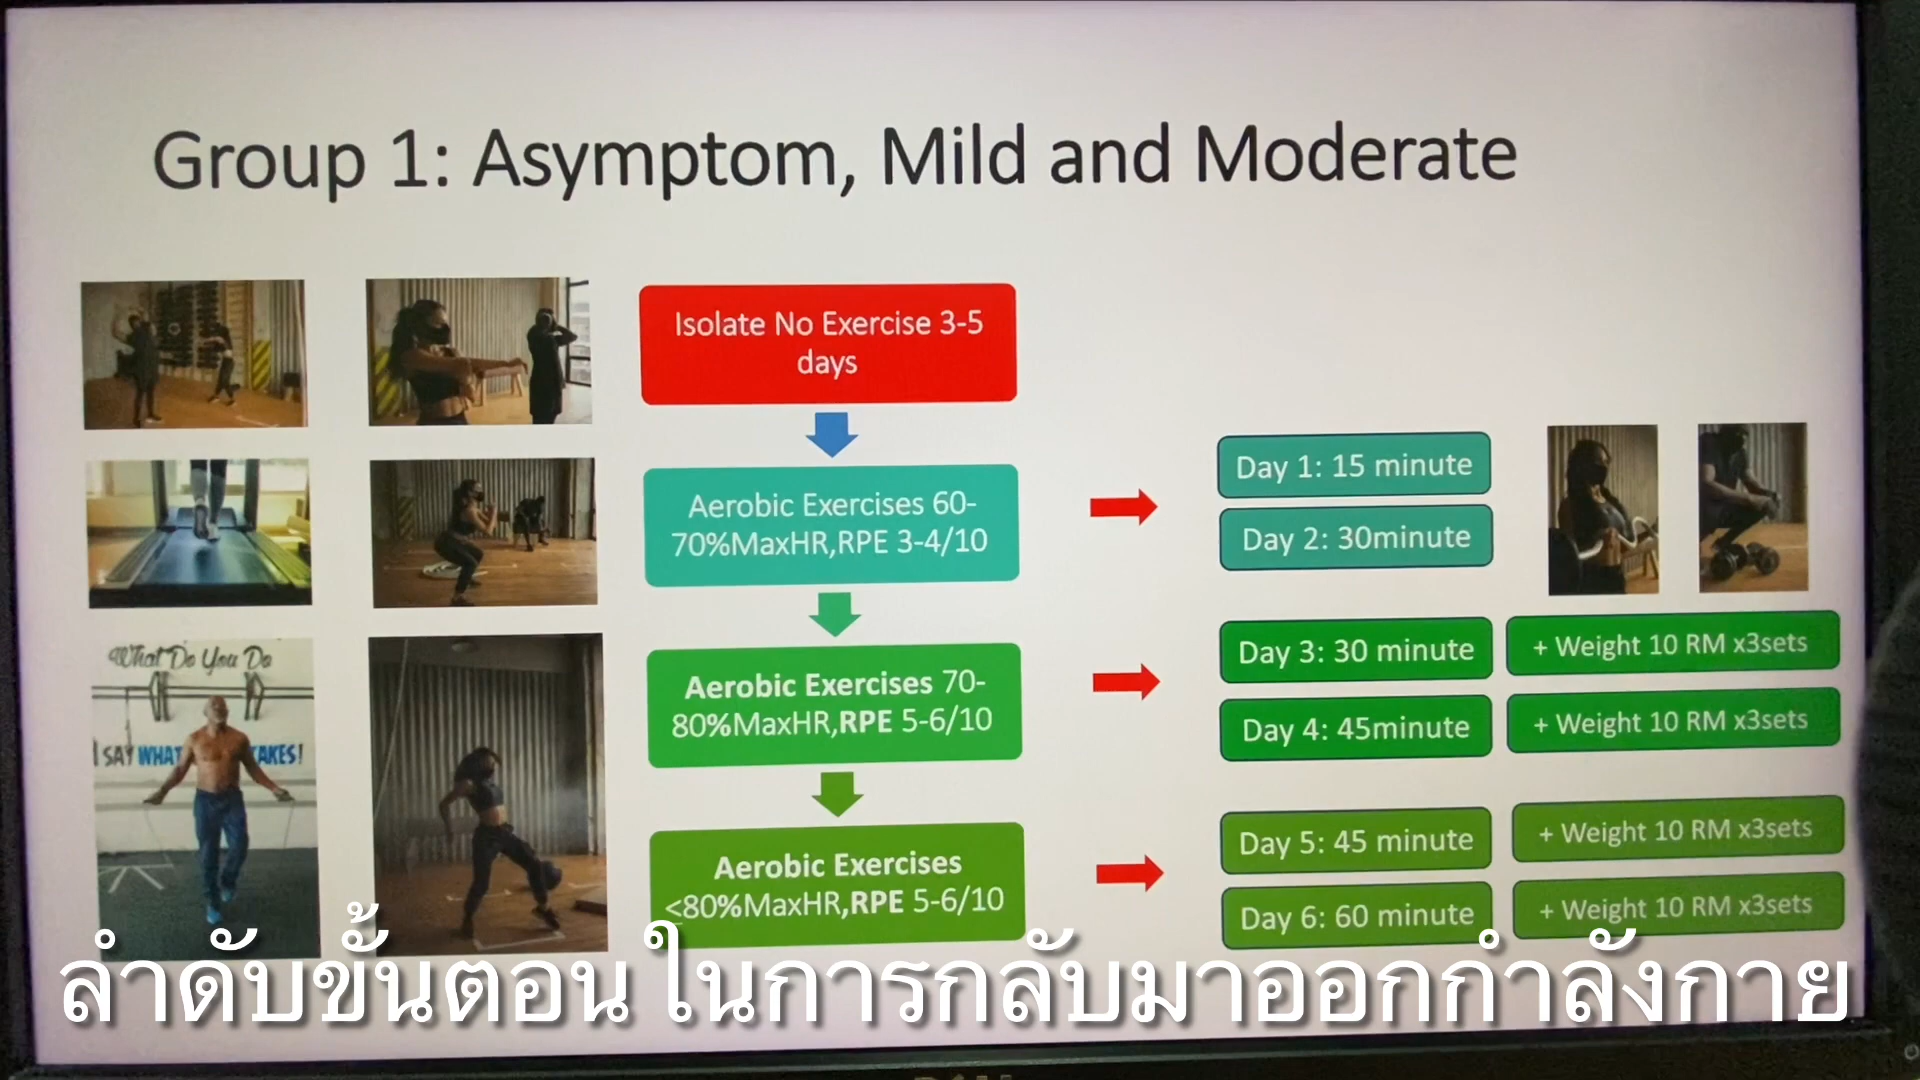 Group 1: Asymptom, Mild and Moderate
Isolate No Exercise 3-5
days
Aerobic Exercises 60-
70%MaxHR,RPE 3-4/10
Day 1: 15 minute
Day 2: 30minute
Aerobic Exercises 70-
80%MaxHR,RPE 5-6/10
Day 3: 30 minute
+ Weight 10 RM x3sets
Day 4: 45minute
+ Weight 10 RM x3sets
Aerobic Exercises
<80%MaxHR,RPE 5-6/10
Day 5: 45 minute
+ Weight 10 RM x3sets
Day 6: 60 minute
+ Weight 10 RM x3sets
What Do You Do
I SAY WHAT
AKES!
ลำดับขั้นตอน ในการกลับมาออกกำลังกาย